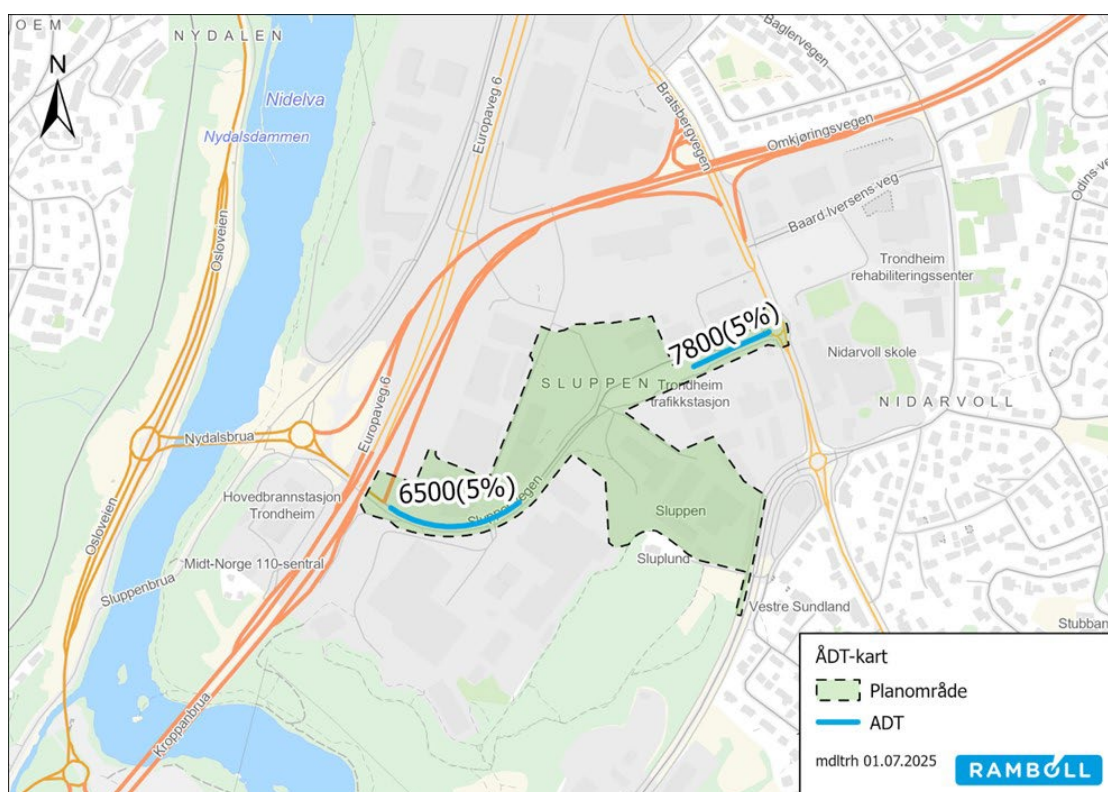 OEM
NYDALEN
Baglervegen
N
Nidelva
Nydalsdammen
Europaveg 6
Bratsbergvegen
Omkjøringsvegen
Odins ve
Baard Iversens veg
Osloveien
Trondheim
rehabiliteringssenter
7800(5%)
Nidarvoll skole
SLUPPEN
Trondheim
trafikkstasjon
NIDARVOLL
Europaveg 6
Nydalsbrua
6500(5%)
Hovedbrannstasjon
Trondheim
Sluppen
Osloveien
Midt-Norge 110-sentral
Sluplund
Sluppenbrua
Vestre Sundland
Stubban
Kroppanbrua
ÅDT-kart
Planområde
ADT
mdltrh 01.07.2025
RAMBOLL